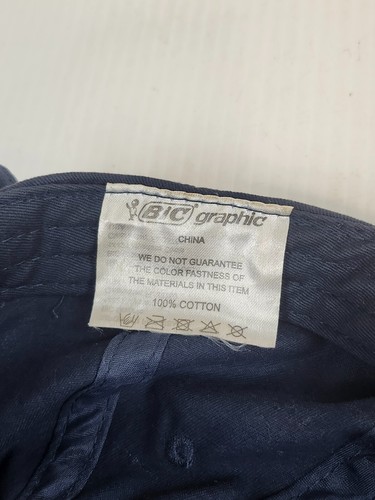 BIC graphic
CHINA
WE DO NOT GUARANTEE
THE COLOR FASTNESS OF
THE MATERIALS IN THIS ITEM
100% COTTON